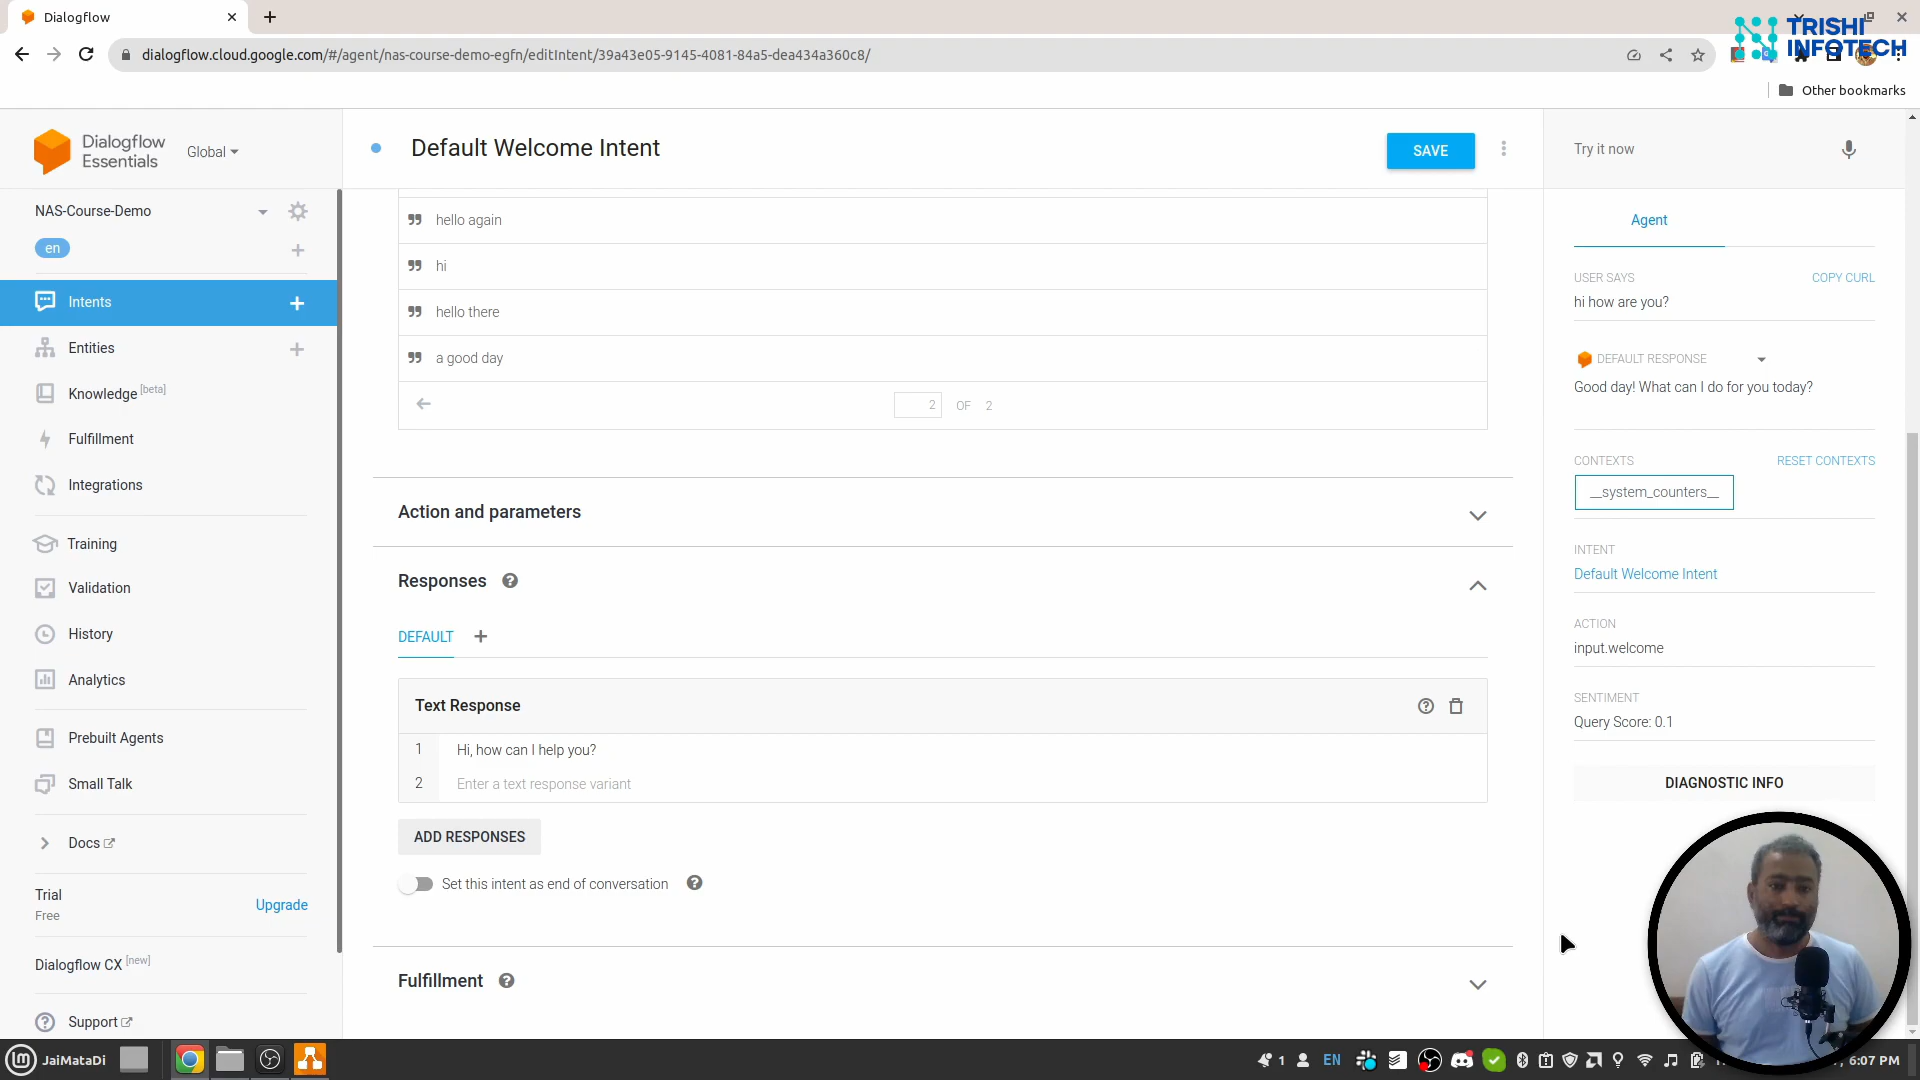 Dialogflow
TRISHI
INFOTECH
dialogflow.cloud.google.com/#/agent/nas-course-demo-egfn/editIntent/39a43e05-9145-4081-84a5-dea434a360c8/
Other bookmarks
Dialogflow
Essentials
Global
Default Welcome Intent
SAVE
Try it now
NAS-Course-Demo
en
Intents
Entities
Knowledge [beta]
Fulfillment
Integrations
Training
Validation
History
Analytics
Prebuilt Agents
Small Talk
Docs
Trial
Free
Upgrade
Dialogflow CX [new]
Support
hello again
hi
hello there
a good day
2 OF 2
Action and parameters
Responses
DEFAULT
Text Response
1 Hi, how can I help you?
2 Enter a text response variant
ADD RESPONSES
Set this intent as end of conversation
Fulfillment
Agent
USER SAYS COPY CURL
hi how are you?
DEFAULT RESPONSE
Good day! What can I do for you today?
CONTEXTS RESET CONTEXTS
__system_counters__
INTENT
Default Welcome Intent
ACTION
input.welcome
SENTIMENT
Query Score: 0.1
DIAGNOSTIC INFO
lm JaiMataDi
1 EN
6:07 PM